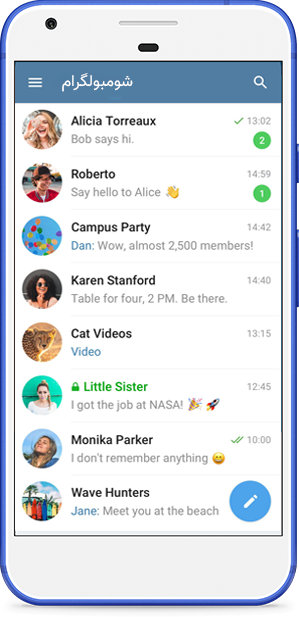 شومبولگرام
Alicia Torreaux 13:02
Bob says hi. 2
Roberto 14:59
Say hello to Alice 👋 1
Campus Party 14:42
Dan: Wow, almost 2,500 members!
Karen Stanford 14:40
Table for four, 2 PM. Be there.
Cat Videos 13:15
Video
Little Sister 12:45
I got the job at NASA! 🎉 🚀
Monika Parker 10:00
I don't remember anything 😄
Wave Hunters
Jane: Meet you at the beach